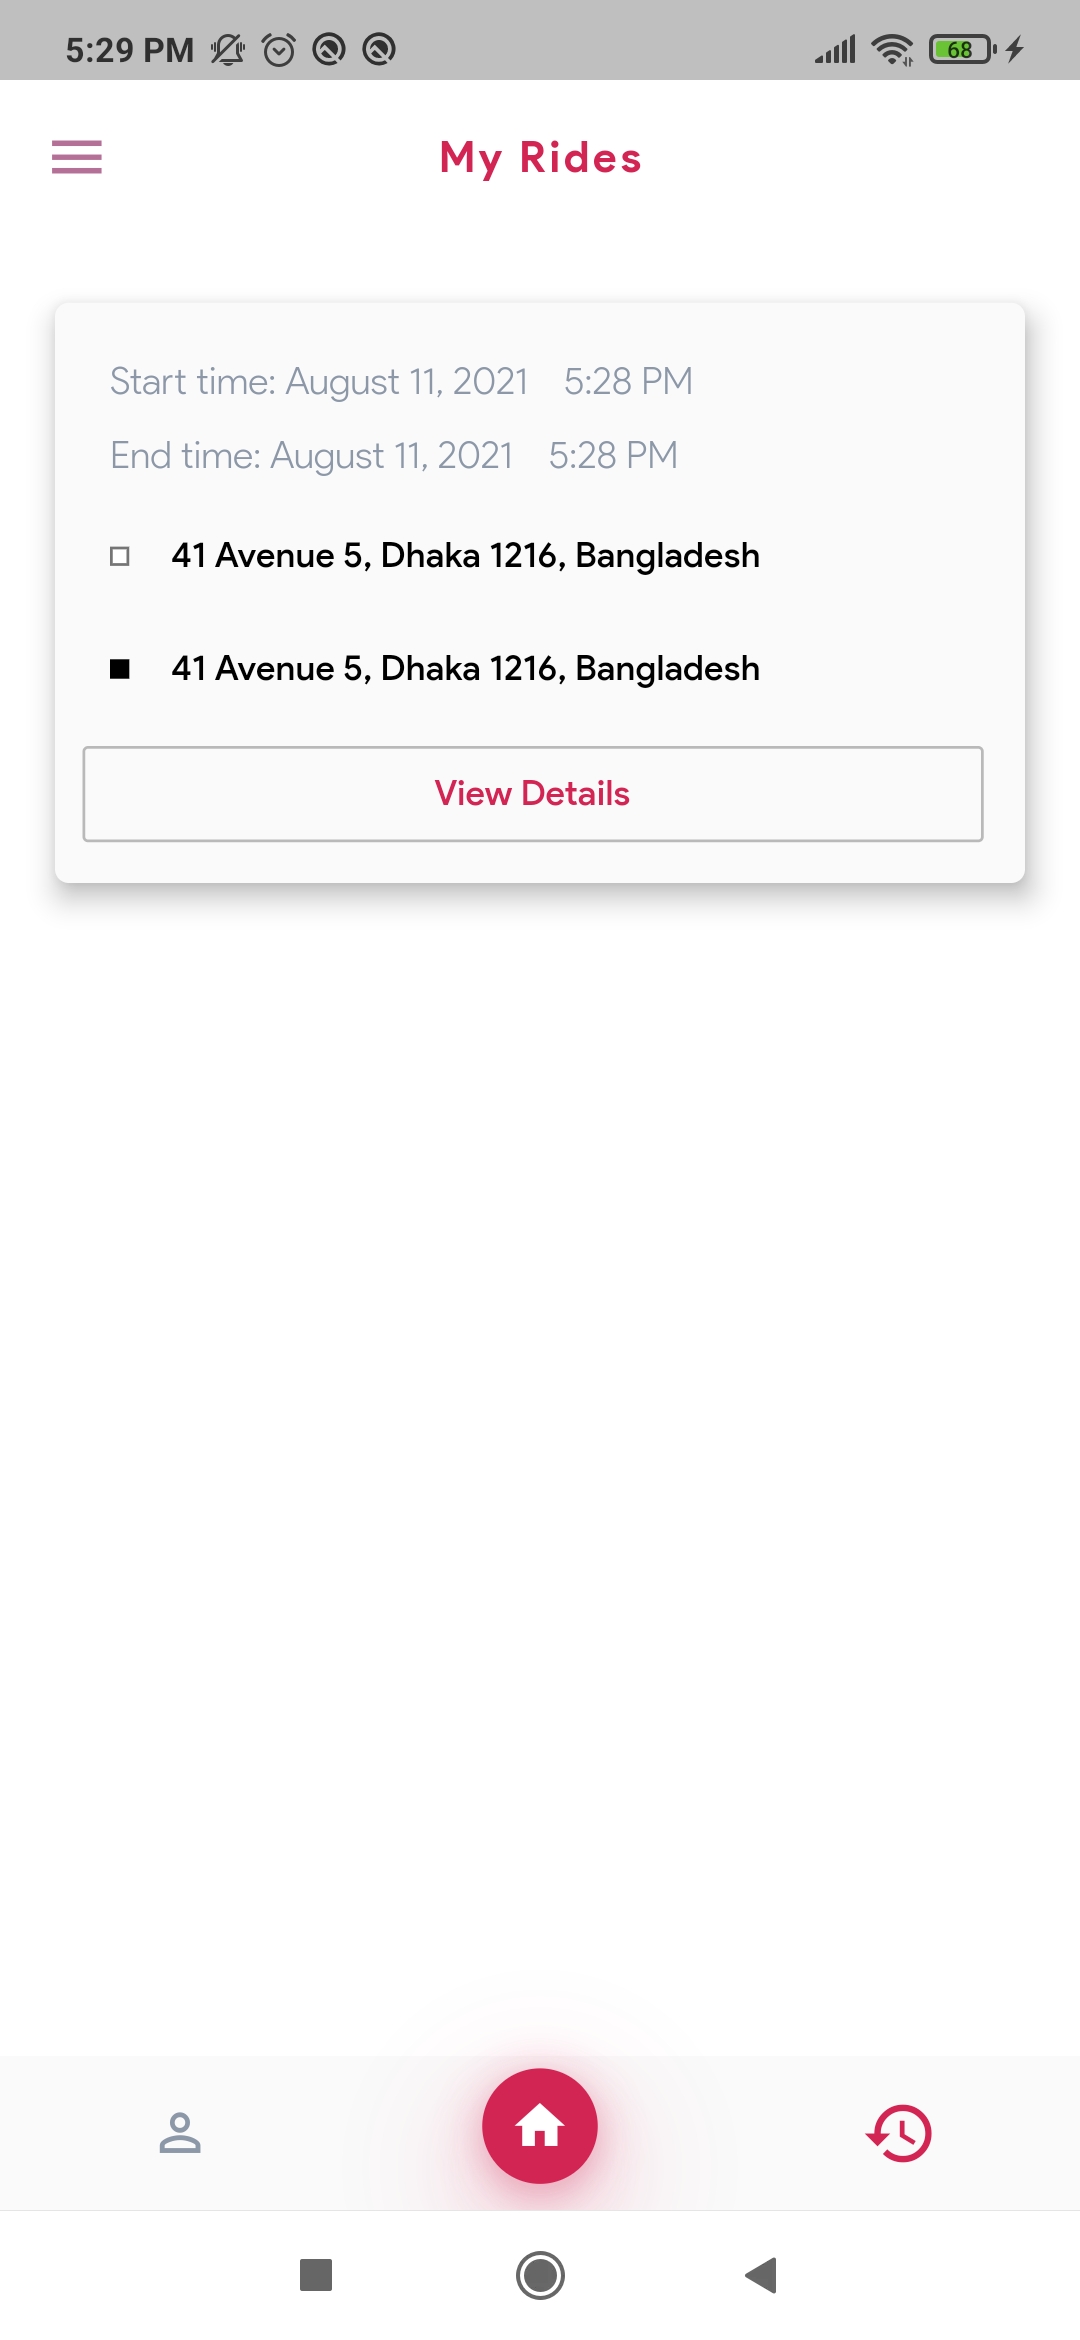 5:29 PM
68
My Rides
Start time: August 11, 2021 5:28 PM
End time: August 11, 2021 5:28 PM
41 Avenue 5, Dhaka 1216, Bangladesh
41 Avenue 5, Dhaka 1216, Bangladesh
View Details